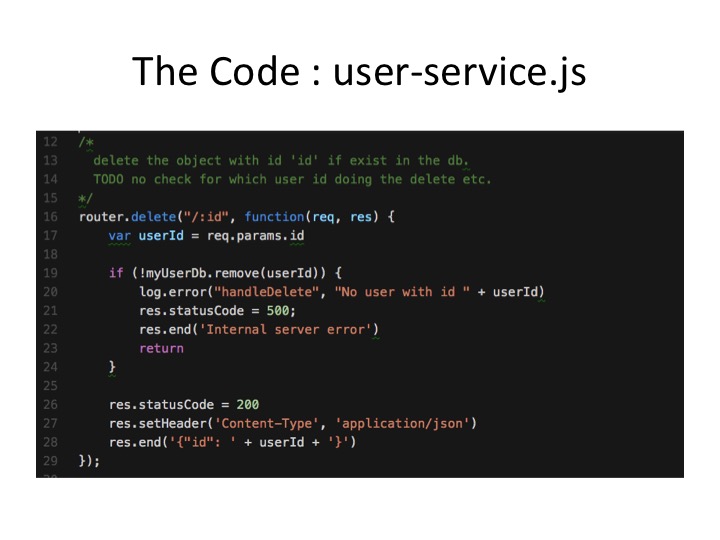 The Code : user-service.js
12 /*
13   delete the object with id 'id' if exist in the db.
14   TODO no check for which user id doing the delete etc.
15 */
16 router.delete("/:id", function(req, res) {
17     var userId = req.params.id
18
19     if (!myUserDb.remove(userId)) {
20         log.error("handleDelete", "No user with id " + userId)
21         res.statusCode = 500;
22         res.end('Internal server error')
23         return
24     }
25
26     res.statusCode = 200
27     res.setHeader('Content-Type', 'application/json')
28     res.end('{"id": ' + userId + '}')
29 });